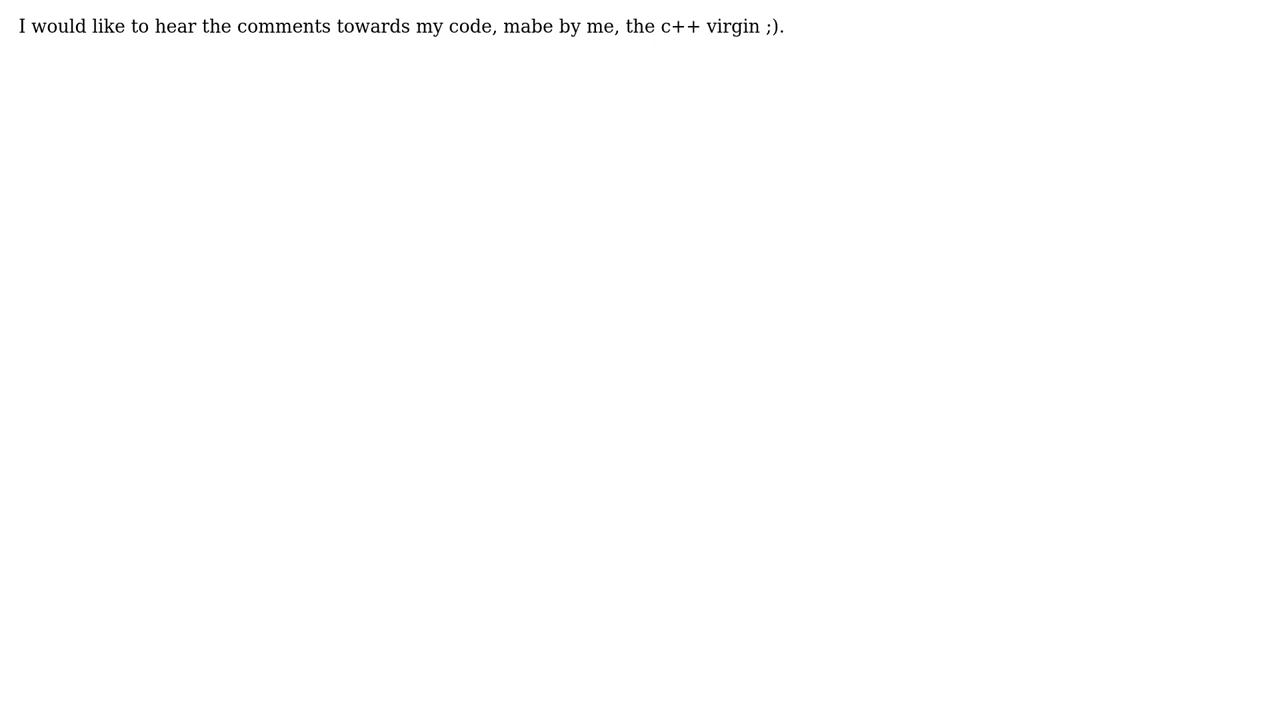 I would like to hear the comments towards my code, mabe by me, the c++ virgin ;).